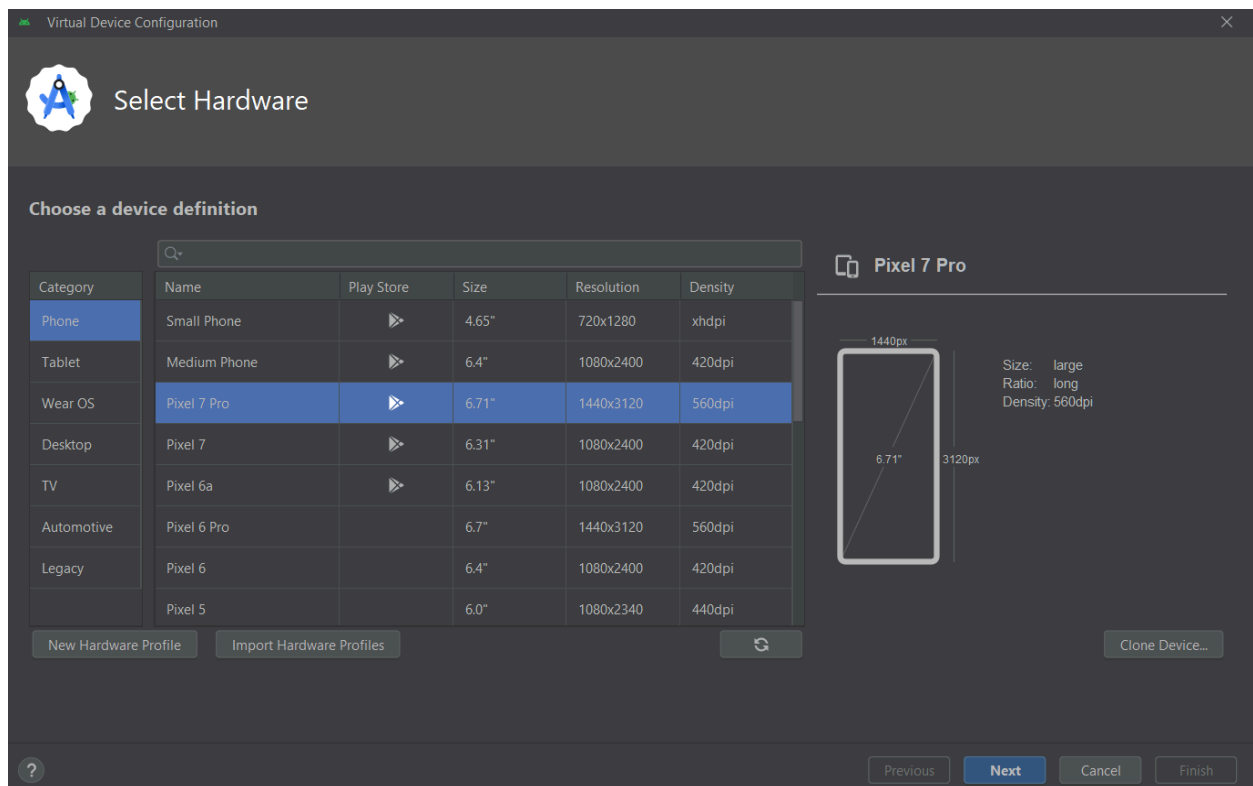 Virtual Device Configuration
Select Hardware
Choose a device definition
Category
Phone
Tablet
Wear OS
Desktop
TV
Automotive
Legacy
Name Play Store Size Resolution Density
Small Phone 4.65" 720x1280 xhdpi
Medium Phone 6.4" 1080x2400 420dpi
Pixel 7 Pro 6.71" 1440x3120 560dpi
Pixel 7 6.31" 1080x2400 420dpi
Pixel 6a 6.13" 1080x2400 420dpi
Pixel 6 Pro 6.7" 1440x3120 560dpi
Pixel 6 6.4" 1080x2400 420dpi
Pixel 5 6.0" 1080x2340 440dpi
New Hardware Profile Import Hardware Profiles
Pixel 7 Pro
1440px
6.71" 3120px
Size: large
Ratio: long
Density: 560dpi
Clone Device...
? Previous Next Cancel Finish